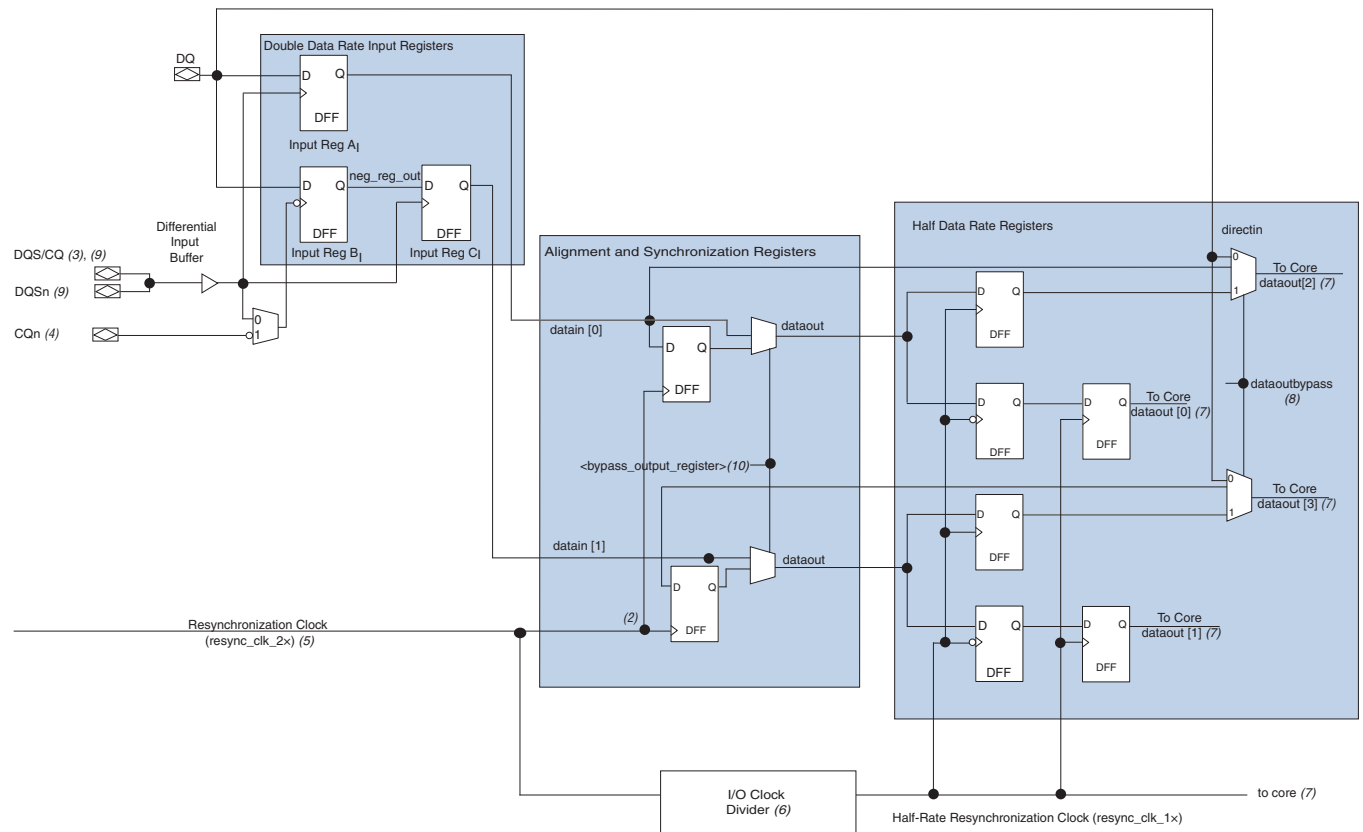 DQ
Double Data Rate Input Registers
D
Q
DFF
Input Reg A I
neg_reg_out
D
Q
DFF
Input Reg B I
D
Q
DFF
Input Reg C I
Differential
Input
Buffer
DQS/CQ (3), (9)
DQSn (9)
CQn (4)
0
1
Alignment and Synchronization Registers
datain [0]
D
Q
DFF
dataout
<bypass_output_register>(10)
datain [1]
D
Q
DFF
dataout
(2)
Resynchronization Clock
(resync_clk_2×) (5)
Half Data Rate Registers
directin
D
Q
DFF
0
1
To Core
dataout[2] (7)
D
Q
DFF
D
Q
DFF
To Core
dataout [0] (7)
dataoutbypass
(8)
D
Q
DFF
0
1
To Core
dataout [3] (7)
D
Q
DFF
D
Q
DFF
To Core
dataout [1] (7)
I/O Clock
Divider (6)
to core (7)
Half-Rate Resynchronization Clock (resync_clk_1×)